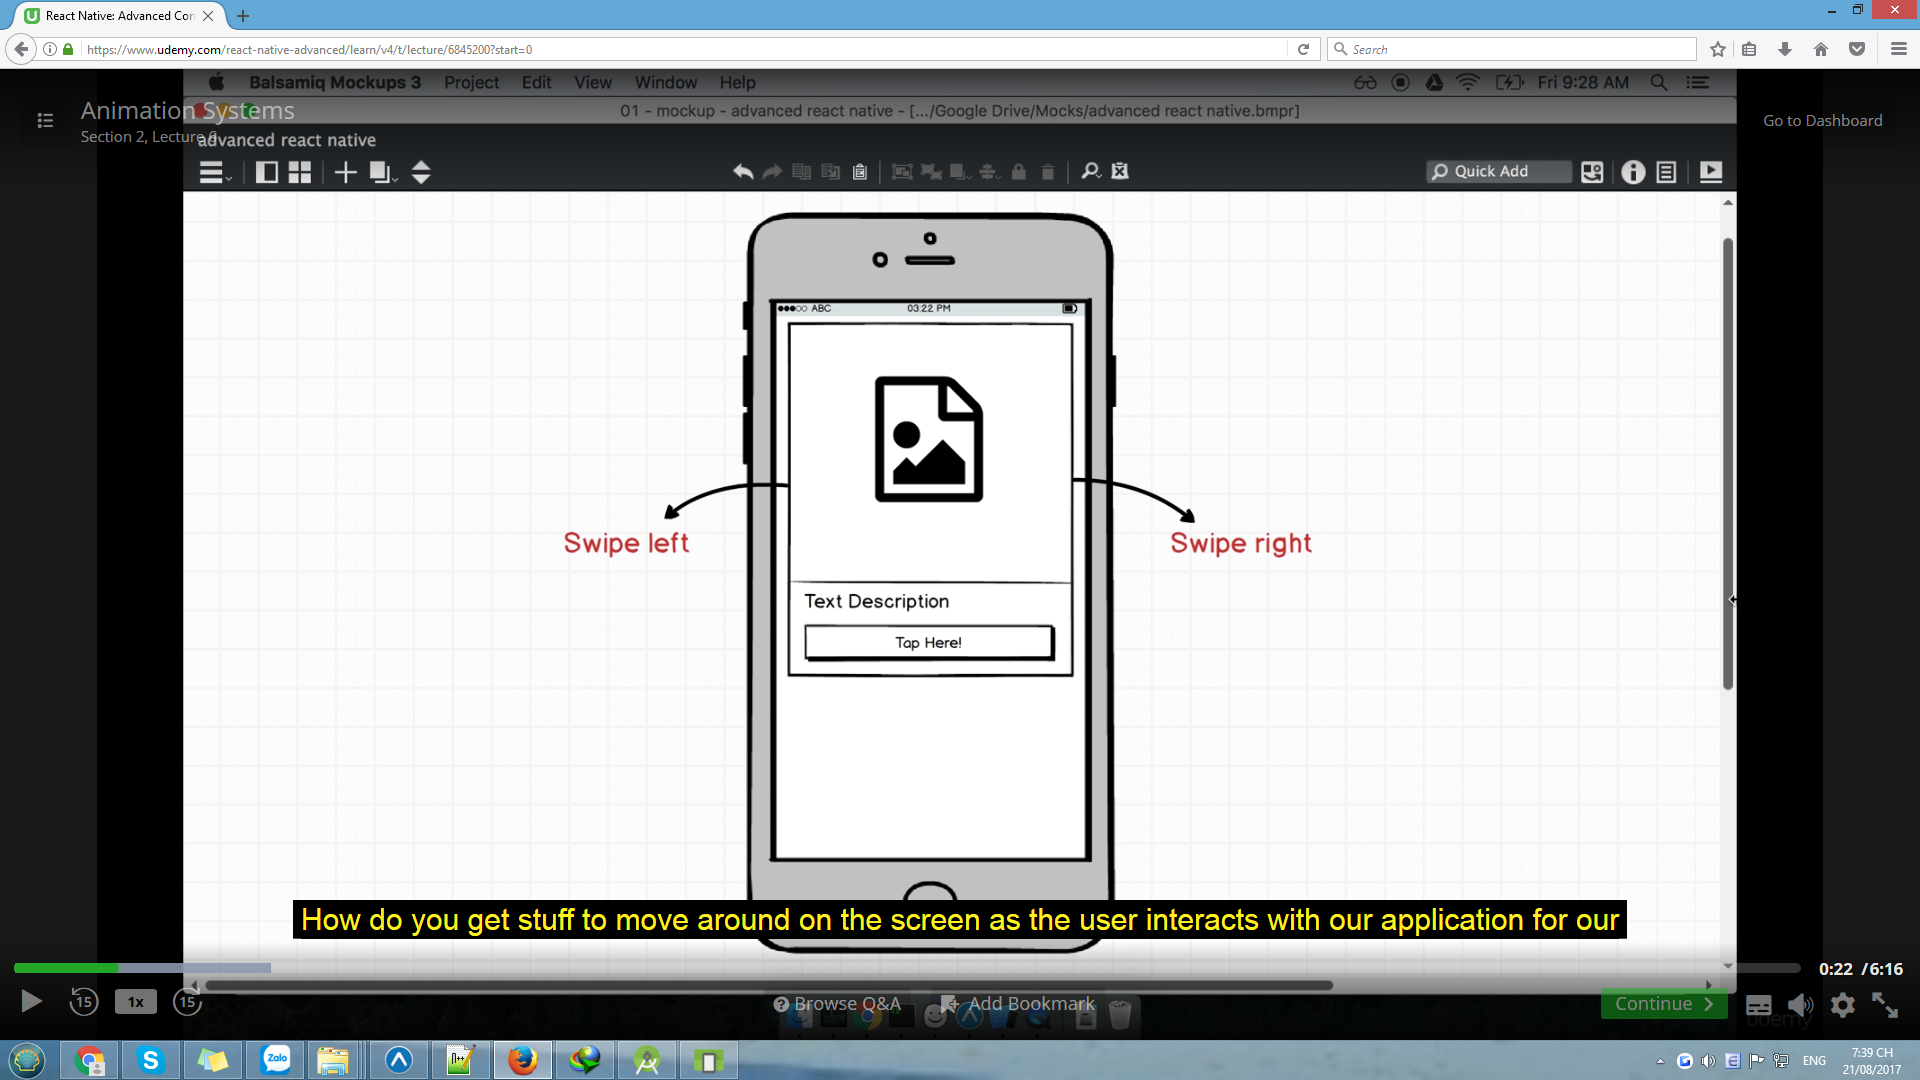 React Native: Advanced Con
https://www.udemy.com/react-native-advanced/learn/v4/t/lecture/6845200?start=0
Search
Balsamiq Mockups 3 Project Edit View Window Help
Fri 9:28 AM
Animation Systems
01 - mockup - advanced react native - [.../Google Drive/Mocks/advanced react native.bmpr]
Go to Dashboard
Section 2, Lecture 6
advanced react native
Quick Add
ABC 03:22 PM
Swipe left
Swipe right
Text Description
Tap Here!
How do you get stuff to move around on the screen as the user interacts with our application for our
0:22 / 6:16
15 1x 15
Browse Q&A Add Bookmark
Continue
udemy
Zalo
ENG
7:39 CH
21/08/2017